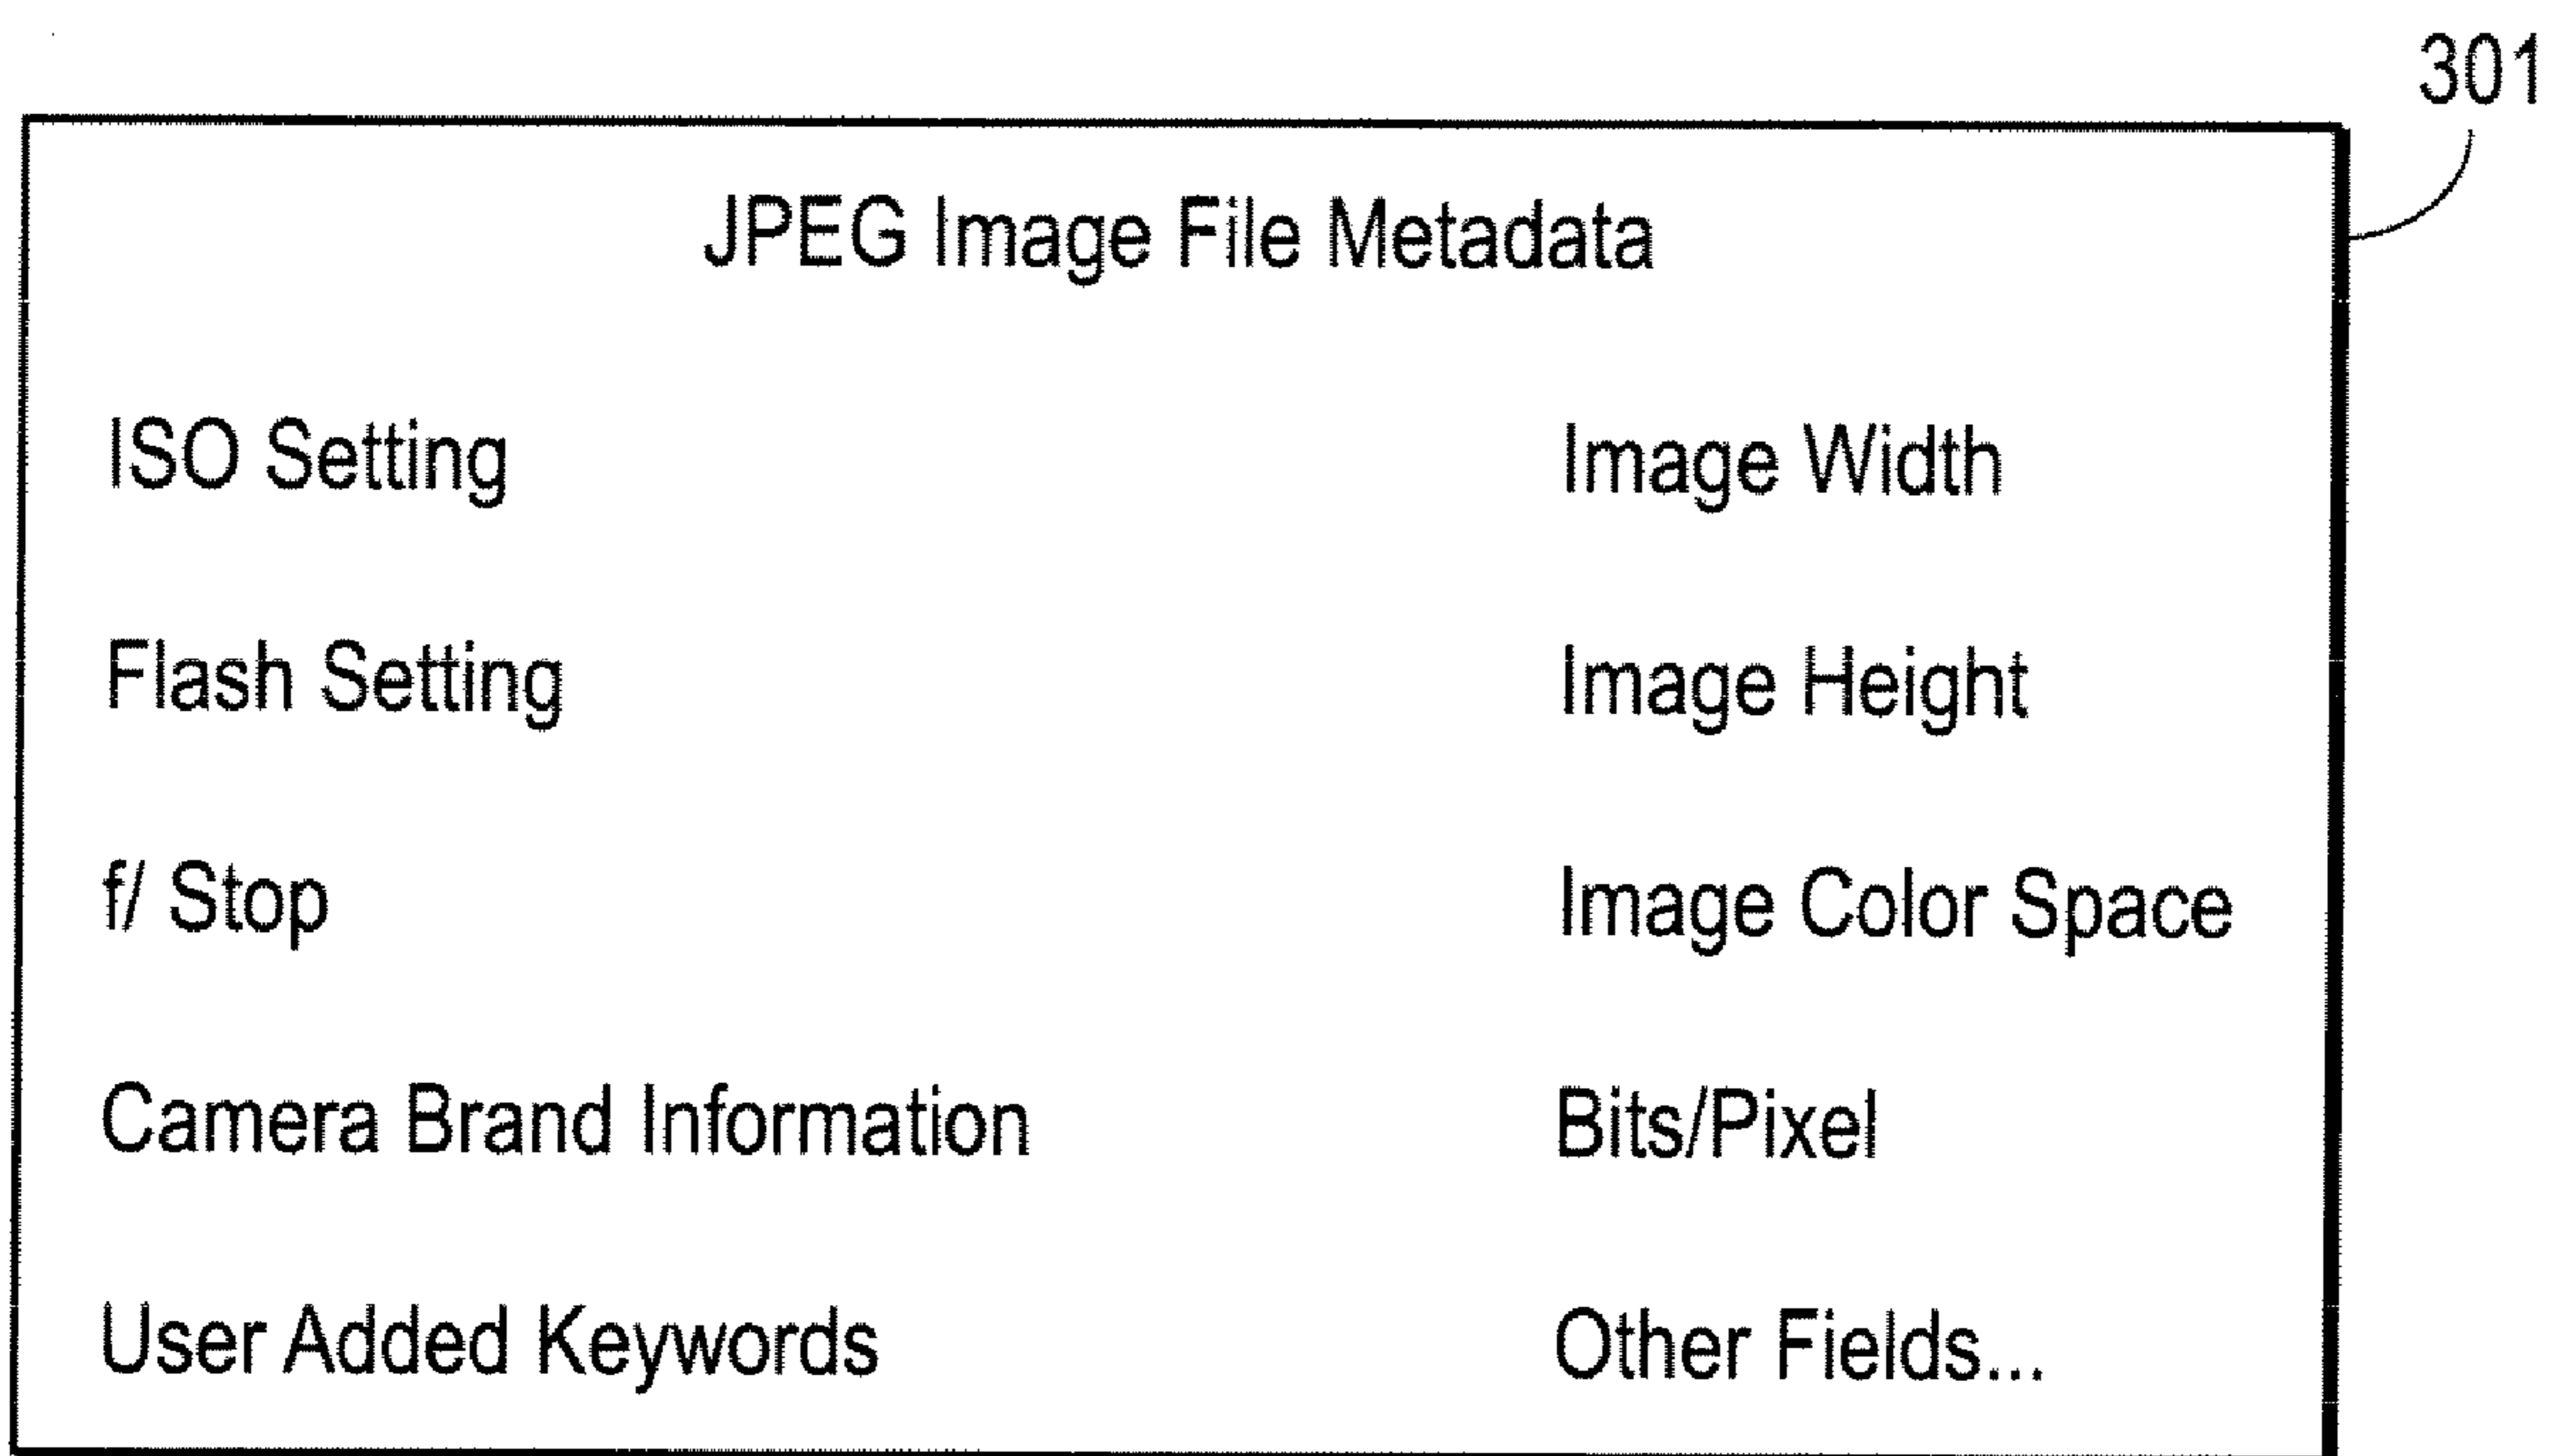 301
JPEG Image File Metadata
ISO Setting
Image Width
Flash Setting
Image Height
f/ Stop
Image Color Space
Camera Brand Information
Bits/Pixel
User Added Keywords
Other Fields...